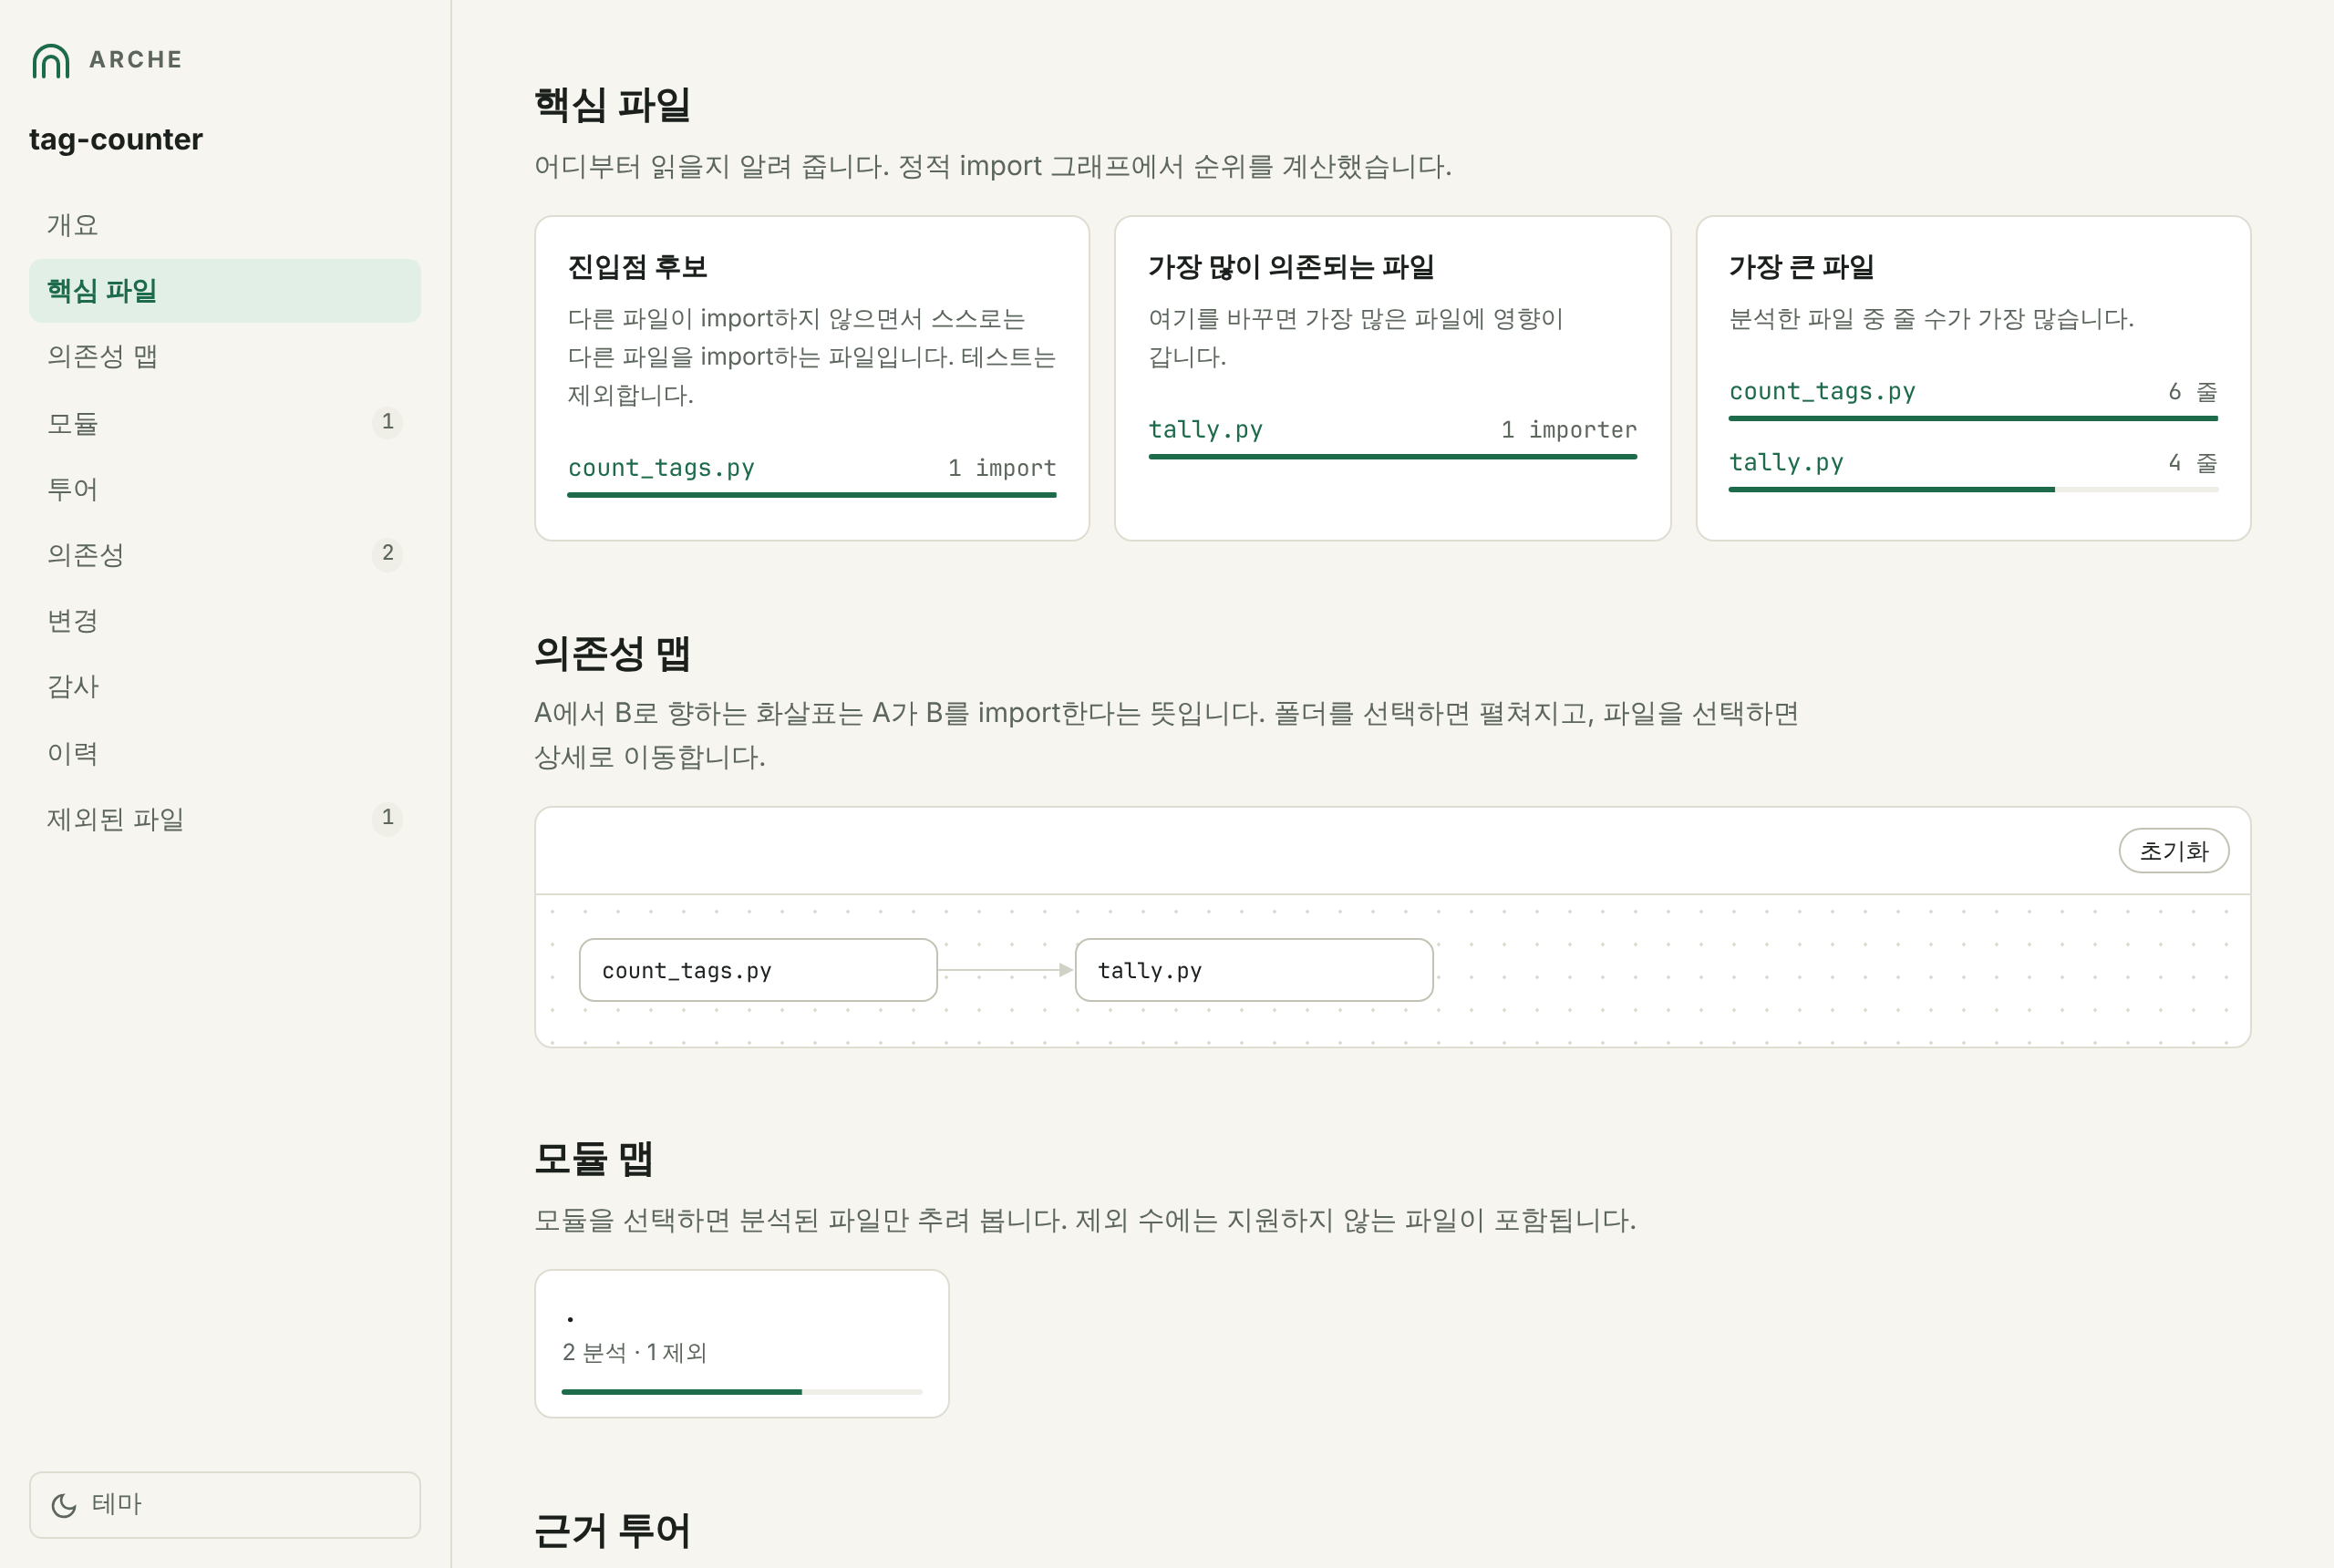 ARCHE
tag-counter
개요
핵심 파일
의존성 맵
모듈 1
투어
의존성 2
변경
감사
이력
제외된 파일 1
테마
핵심 파일
어디부터 읽을지 알려 줍니다. 정적 import 그래프에서 순위를 계산했습니다.
진입점 후보
다른 파일이 import하지 않으면서 스스로는
다른 파일을 import하는 파일입니다. 테스트는
제외합니다.
count_tags.py 1 import
가장 많이 의존되는 파일
여기를 바꾸면 가장 많은 파일에 영향이
갑니다.
tally.py 1 importer
가장 큰 파일
분석한 파일 중 줄 수가 가장 많습니다.
count_tags.py 6 줄
tally.py 4 줄
의존성 맵
A에서 B로 향하는 화살표는 A가 B를 import한다는 뜻입니다. 폴더를 선택하면 펼쳐지고, 파일을 선택하면
상세로 이동합니다.
초기화
count_tags.py
tally.py
모듈 맵
모듈을 선택하면 분석된 파일만 추려 봅니다. 제외 수에는 지원하지 않는 파일이 포함됩니다.
.
2 분석 · 1 제외
근거 투어